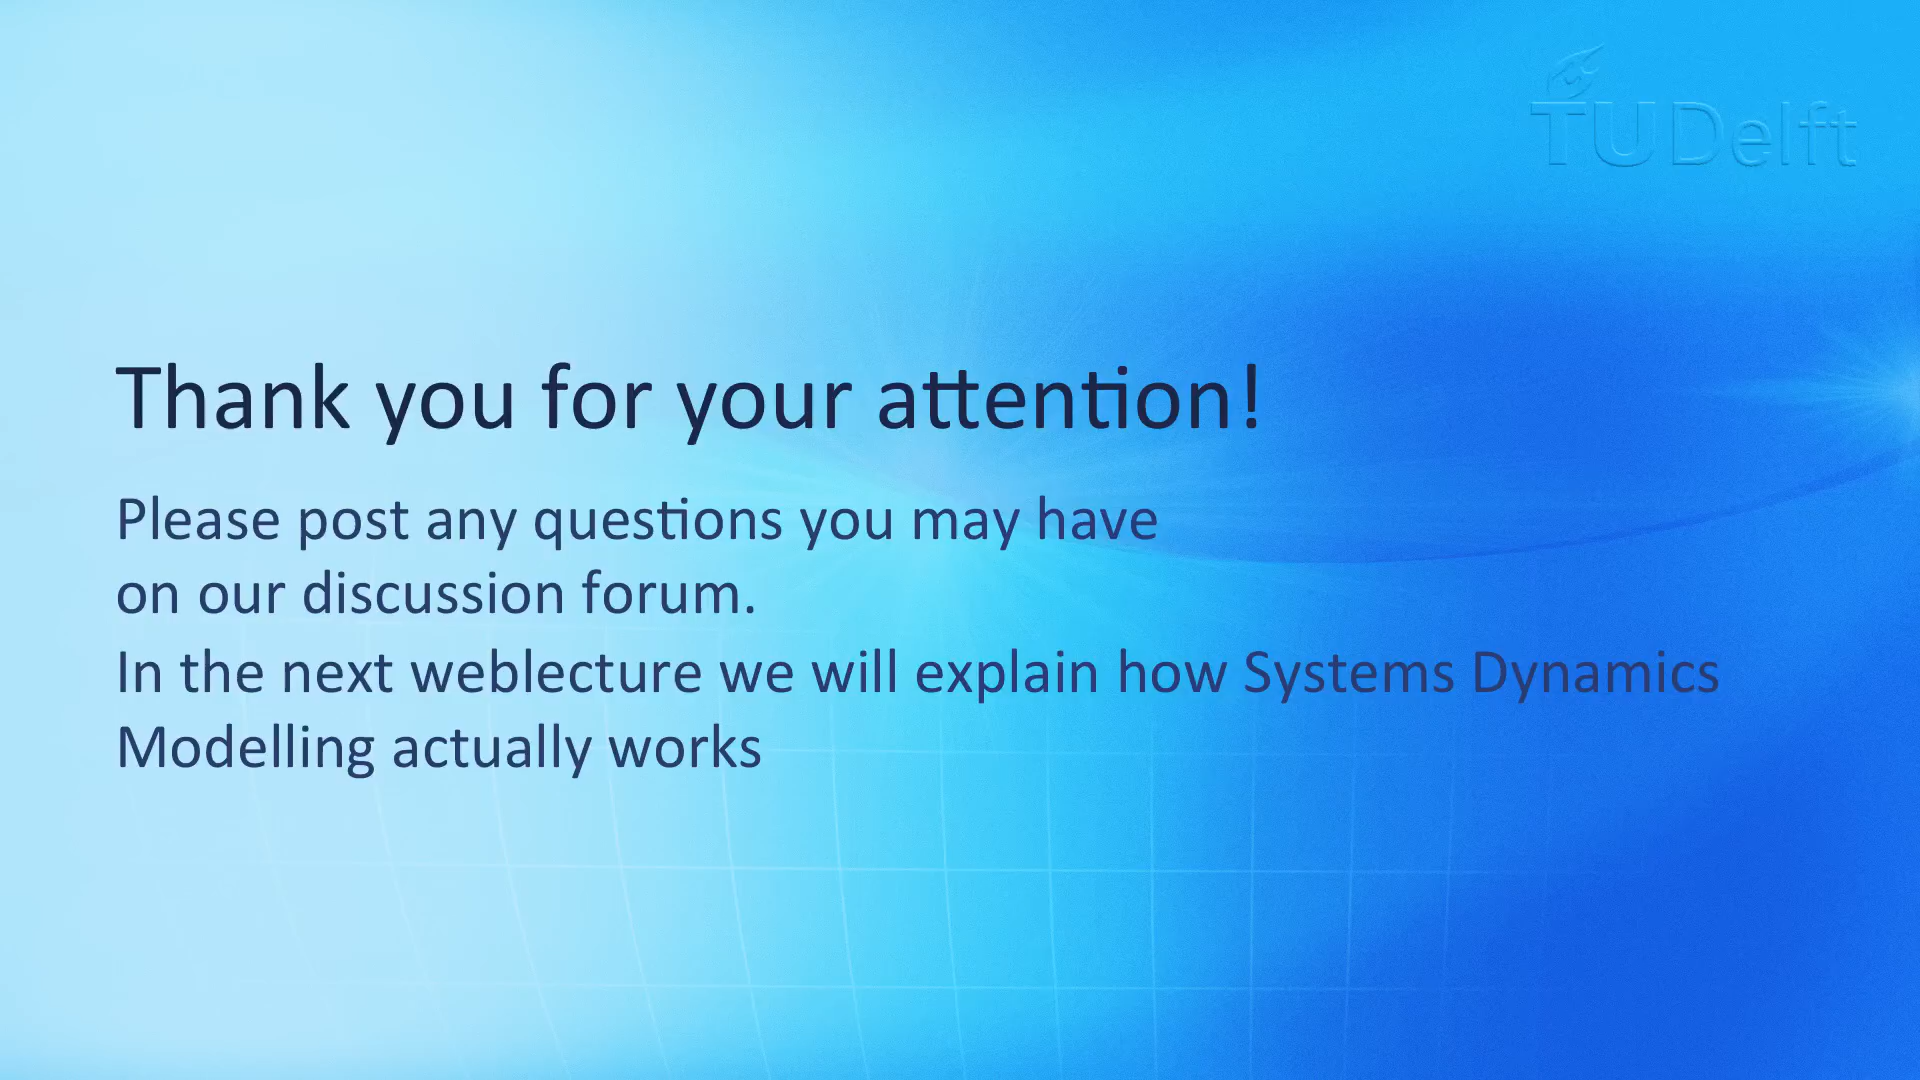 TU Delft
Thank you for your attention!
Please post any questions you may have
on our discussion forum.
In the next weblecture we will explain how Systems Dynamics
Modelling actually works